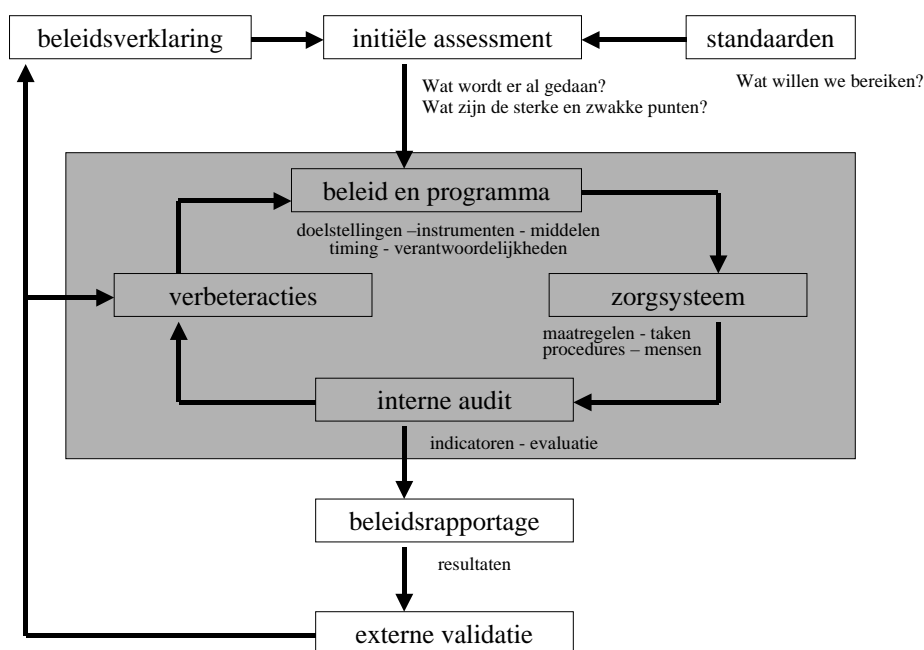 beleidsverklaring
initiële assessment
standaarden
Wat wordt er al gedaan?
Wat zijn de sterke en zwakke punten?
Wat willen we bereiken?
beleid en programma
doelstellingen –instrumenten - middelen
timing - verantwoordelijkheden
verbeteracties
zorgsysteem
maatregelen - taken
procedures – mensen
interne audit
indicatoren - evaluatie
beleidsrapportage
resultaten
externe validatie